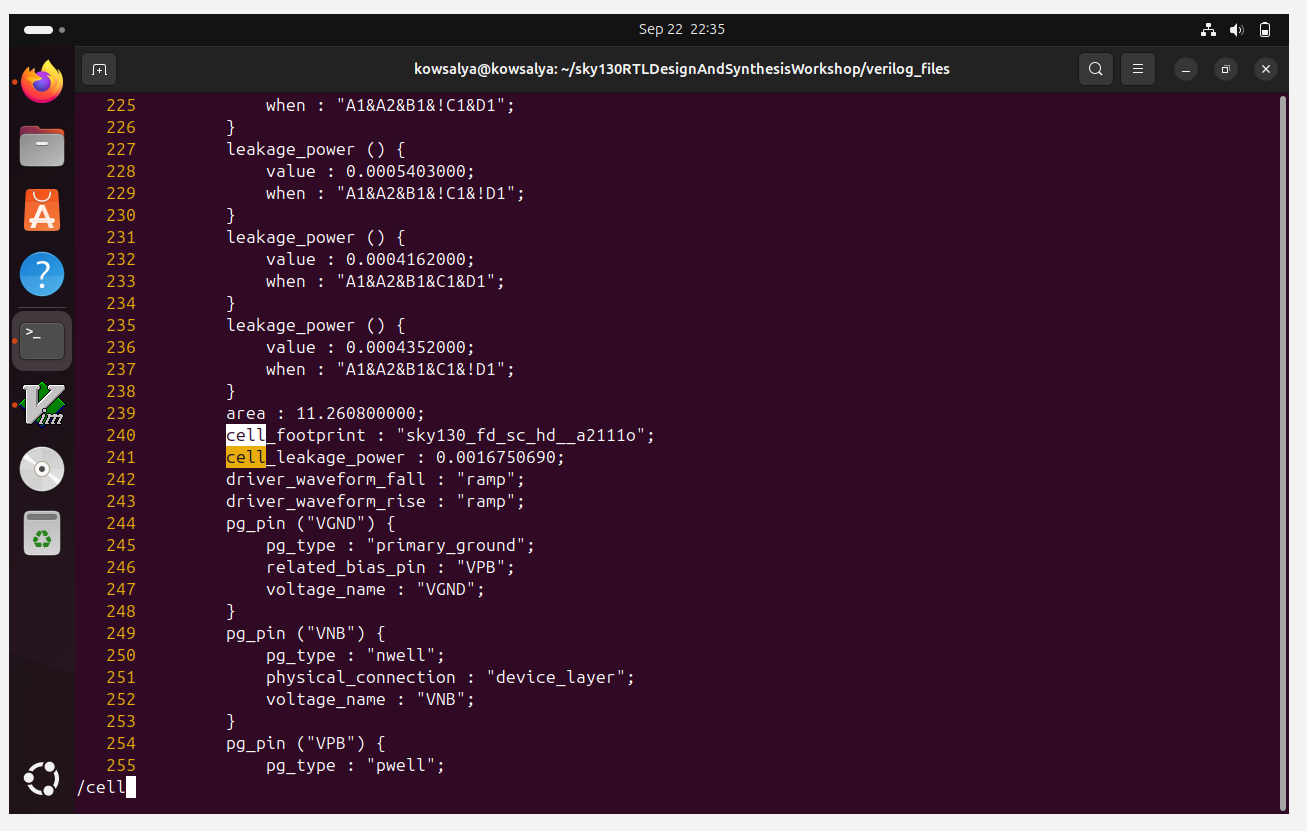 Sep 22 22:35
kowsalya@kowsalya: ~/sky130RTLDesignAndSynthesisWorkshop/verilog_files
225 when : "A1&A2&B1&!C1&D1";
226 }
227 leakage_power () {
228 value : 0.0005403000;
229 when : "A1&A2&B1&!C1&!D1";
230 }
231 leakage_power () {
232 value : 0.0004162000;
233 when : "A1&A2&B1&C1&D1";
234 }
235 leakage_power () {
236 value : 0.0004352000;
237 when : "A1&A2&B1&C1&!D1";
238 }
239 area : 11.260800000;
240 cell_footprint : "sky130_fd_sc_hd__a2111o";
241 cell_leakage_power : 0.0016750690;
242 driver_waveform_fall : "ramp";
243 driver_waveform_rise : "ramp";
244 pg_pin ("VGND") {
245 pg_type : "primary_ground";
246 related_bias_pin : "VPB";
247 voltage_name : "VGND";
248 }
249 pg_pin ("VNB") {
250 pg_type : "nwell";
251 physical_connection : "device_layer";
252 voltage_name : "VNB";
253 }
254 pg_pin ("VPB") {
255 pg_type : "pwell";
/cell
A
?
>_
Vim